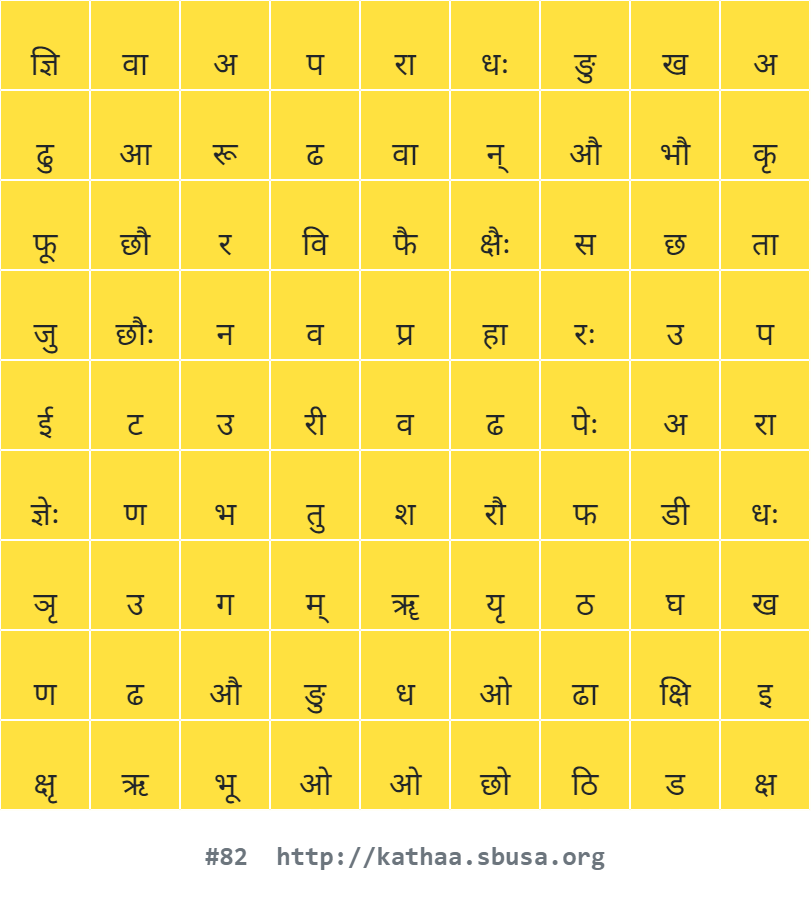 ज्ञि वा अ प रा धः ङु ख अ
ढु आ रू ढ वा न् औ भौ कृ
फू छौ र वि फै क्षैः स छ ता
जु छौः न व प्र हा रः उ प
ई ट उ री व ढ पेः अ रा
ज्ञेः ण भ तु श रौ फ डी धः
ञृ उ ग म् ॠ यृ ठ घ ख
ण ढ औ ङु ध ओ ढा क्षि इ
क्षृ ऋ भू ओ ओ छो ठि ड क्ष
#82 http://kathaa.sbusa.org